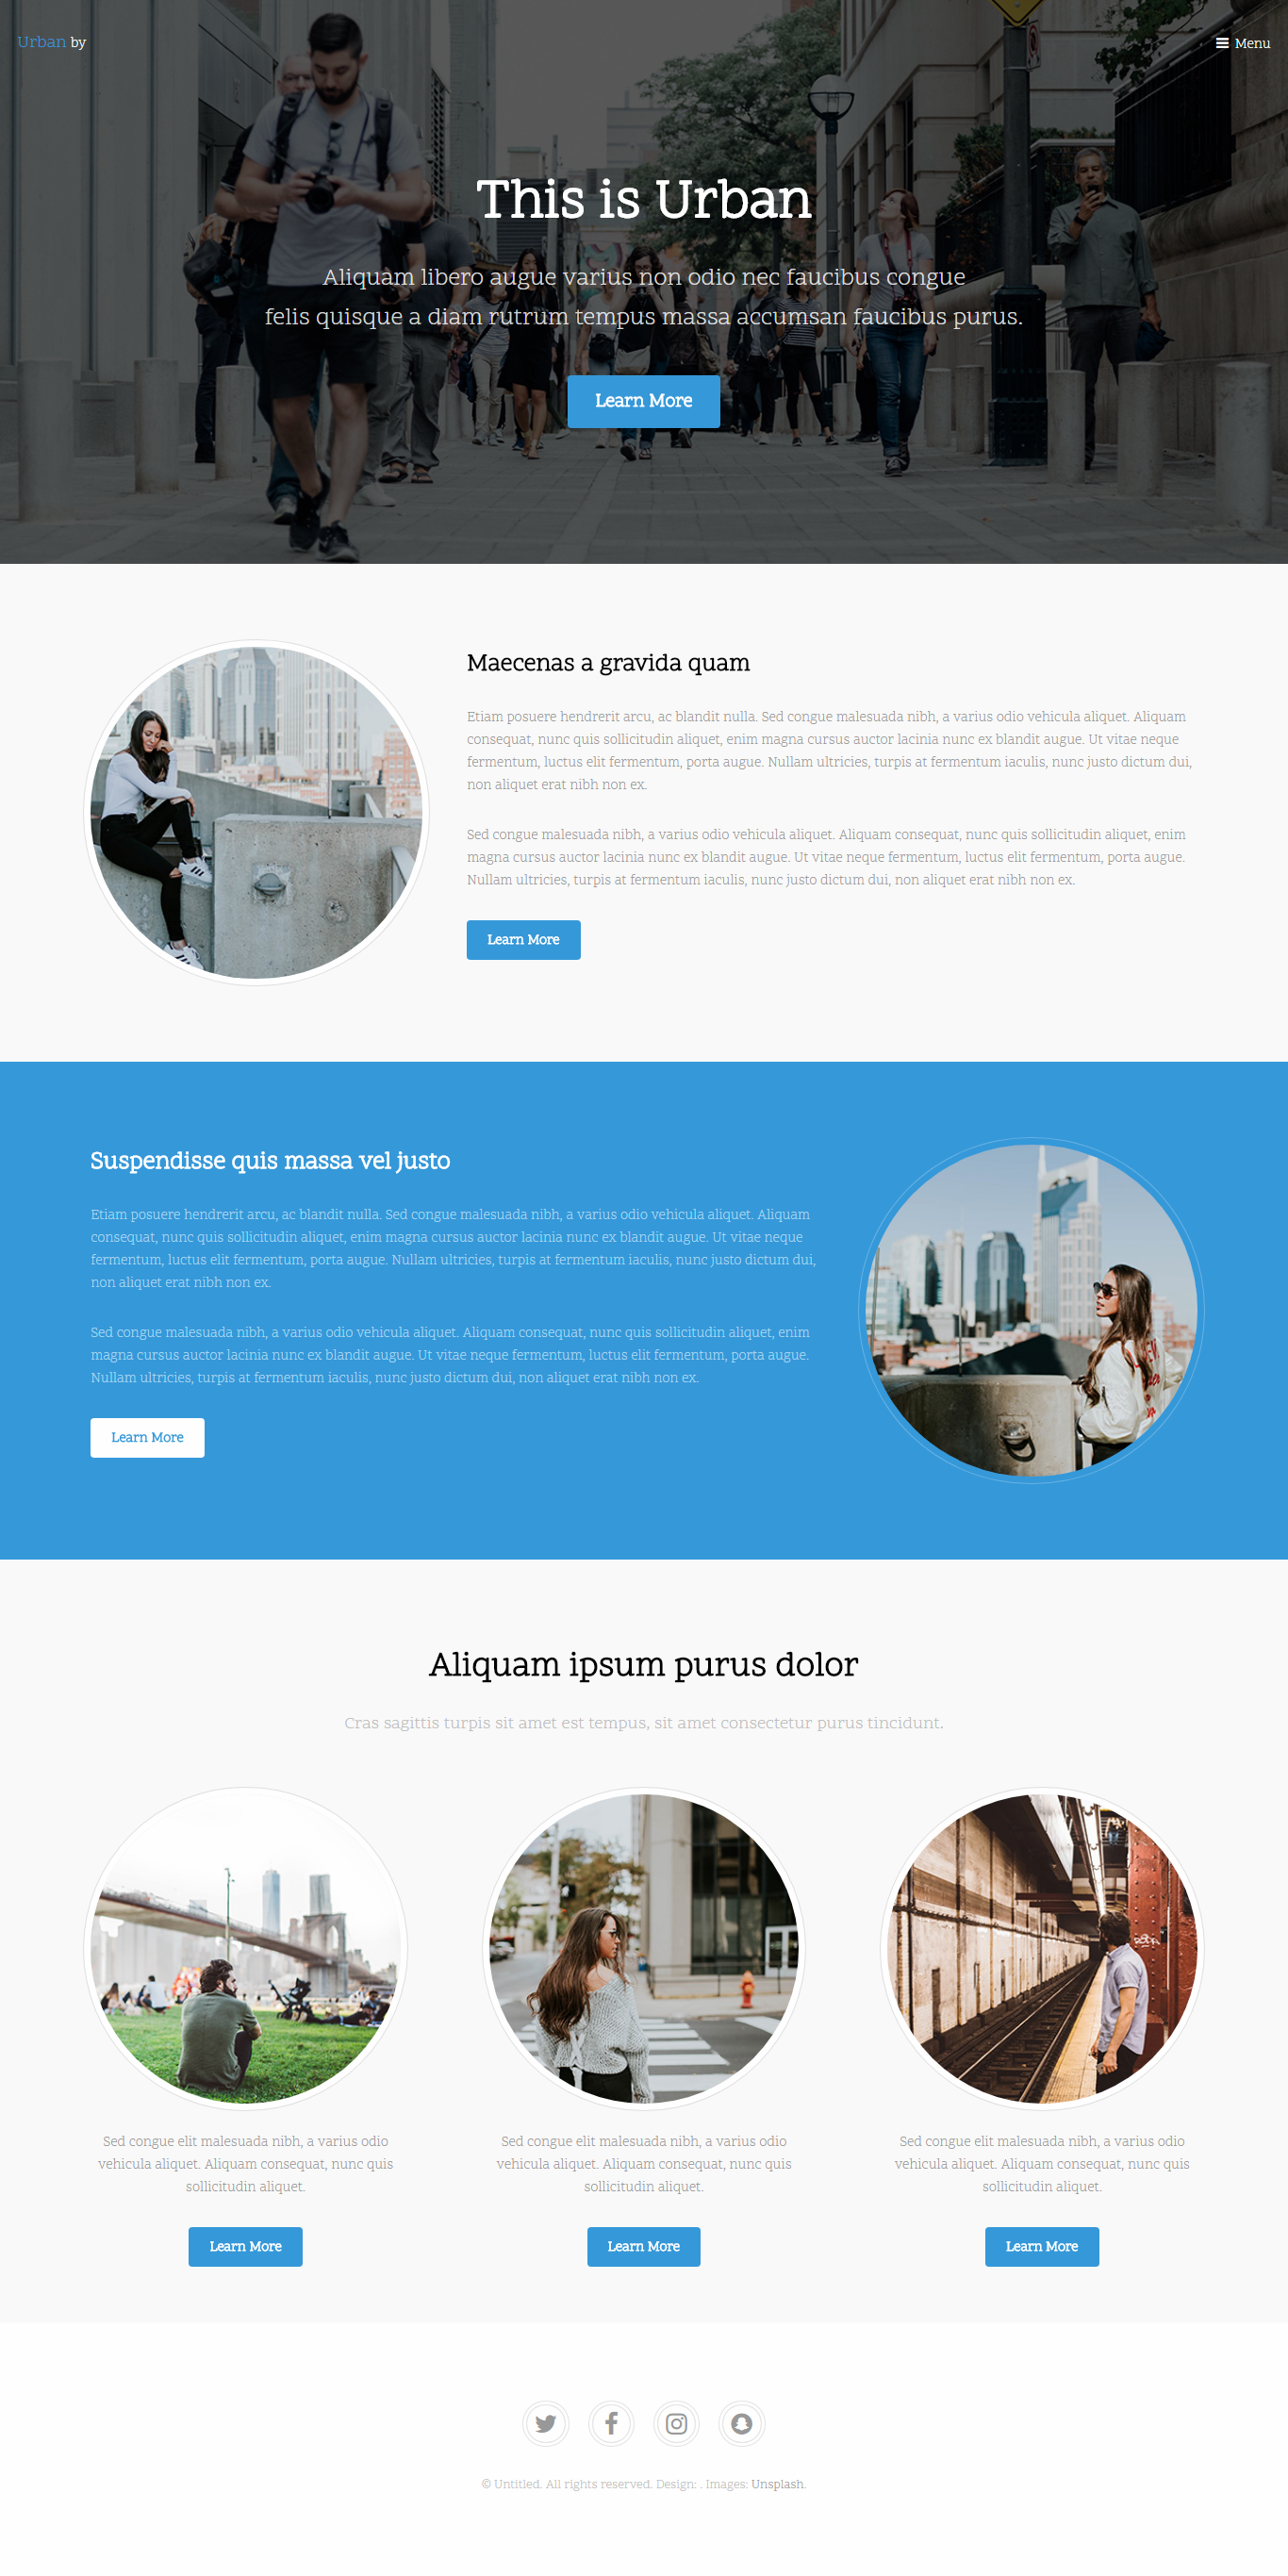 Urban by
Menu
This is Urban
Aliquam libero augue varius non odio nec faucibus congue
felis quisque a diam rutrum tempus massa accumsan faucibus purus.
Learn More
Maecenas a gravida quam
Etiam posuere hendrerit arcu, ac blandit nulla. Sed congue malesuada nibh, a varius odio vehicula aliquet. Aliquam
consequat, nunc quis sollicitudin aliquet, enim magna cursus auctor lacinia nunc ex blandit augue. Ut vitae neque
fermentum, luctus elit fermentum, porta augue. Nullam ultricies, turpis at fermentum iaculis, nunc justo dictum dui,
non aliquet erat nibh non ex.
Sed congue malesuada nibh, a varius odio vehicula aliquet. Aliquam consequat, nunc quis sollicitudin aliquet, enim
magna cursus auctor lacinia nunc ex blandit augue. Ut vitae neque fermentum, luctus elit fermentum, porta augue.
Nullam ultricies, turpis at fermentum iaculis, nunc justo dictum dui, non aliquet erat nibh non ex.
Learn More
Suspendisse quis massa vel justo
Etiam posuere hendrerit arcu, ac blandit nulla. Sed congue malesuada nibh, a varius odio vehicula aliquet. Aliquam
consequat, nunc quis sollicitudin aliquet, enim magna cursus auctor lacinia nunc ex blandit augue. Ut vitae neque
fermentum, luctus elit fermentum, porta augue. Nullam ultricies, turpis at fermentum iaculis, nunc justo dictum dui,
non aliquet erat nibh non ex.
Sed congue malesuada nibh, a varius odio vehicula aliquet. Aliquam consequat, nunc quis sollicitudin aliquet, enim
magna cursus auctor lacinia nunc ex blandit augue. Ut vitae neque fermentum, luctus elit fermentum, porta augue.
Nullam ultricies, turpis at fermentum iaculis, nunc justo dictum dui, non aliquet erat nibh non ex.
Learn More
Aliquam ipsum purus dolor
Cras sagittis turpis sit amet est tempus, sit amet consectetur purus tincidunt.
Sed congue elit malesuada nibh, a varius odio
vehicula aliquet. Aliquam consequat, nunc quis
sollicitudin aliquet.
Learn More
Sed congue elit malesuada nibh, a varius odio
vehicula aliquet. Aliquam consequat, nunc quis
sollicitudin aliquet.
Learn More
Sed congue elit malesuada nibh, a varius odio
vehicula aliquet. Aliquam consequat, nunc quis
sollicitudin aliquet.
Learn More
© Untitled. All rights reserved. Design: . Images: Unsplash.